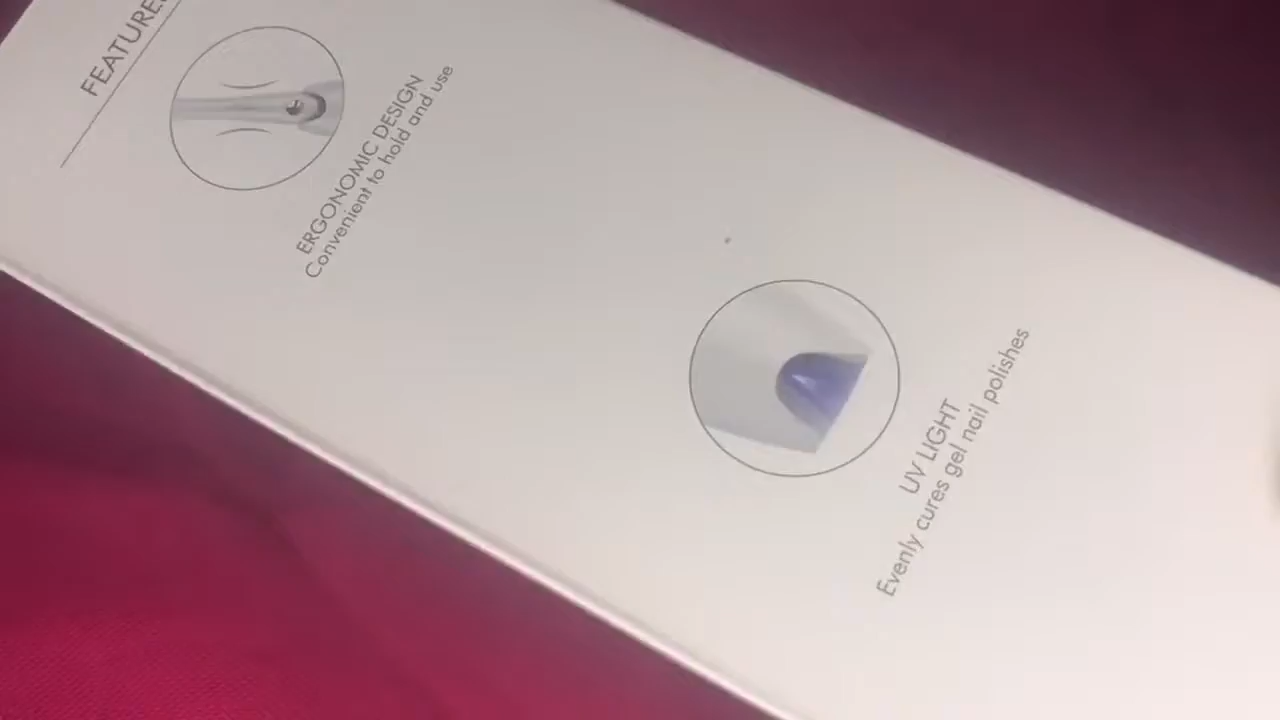 FEATURES
ERGONOMIC DESIGN
Convenient to hold and use
UV LIGHT
Evenly cures gel nail polishes